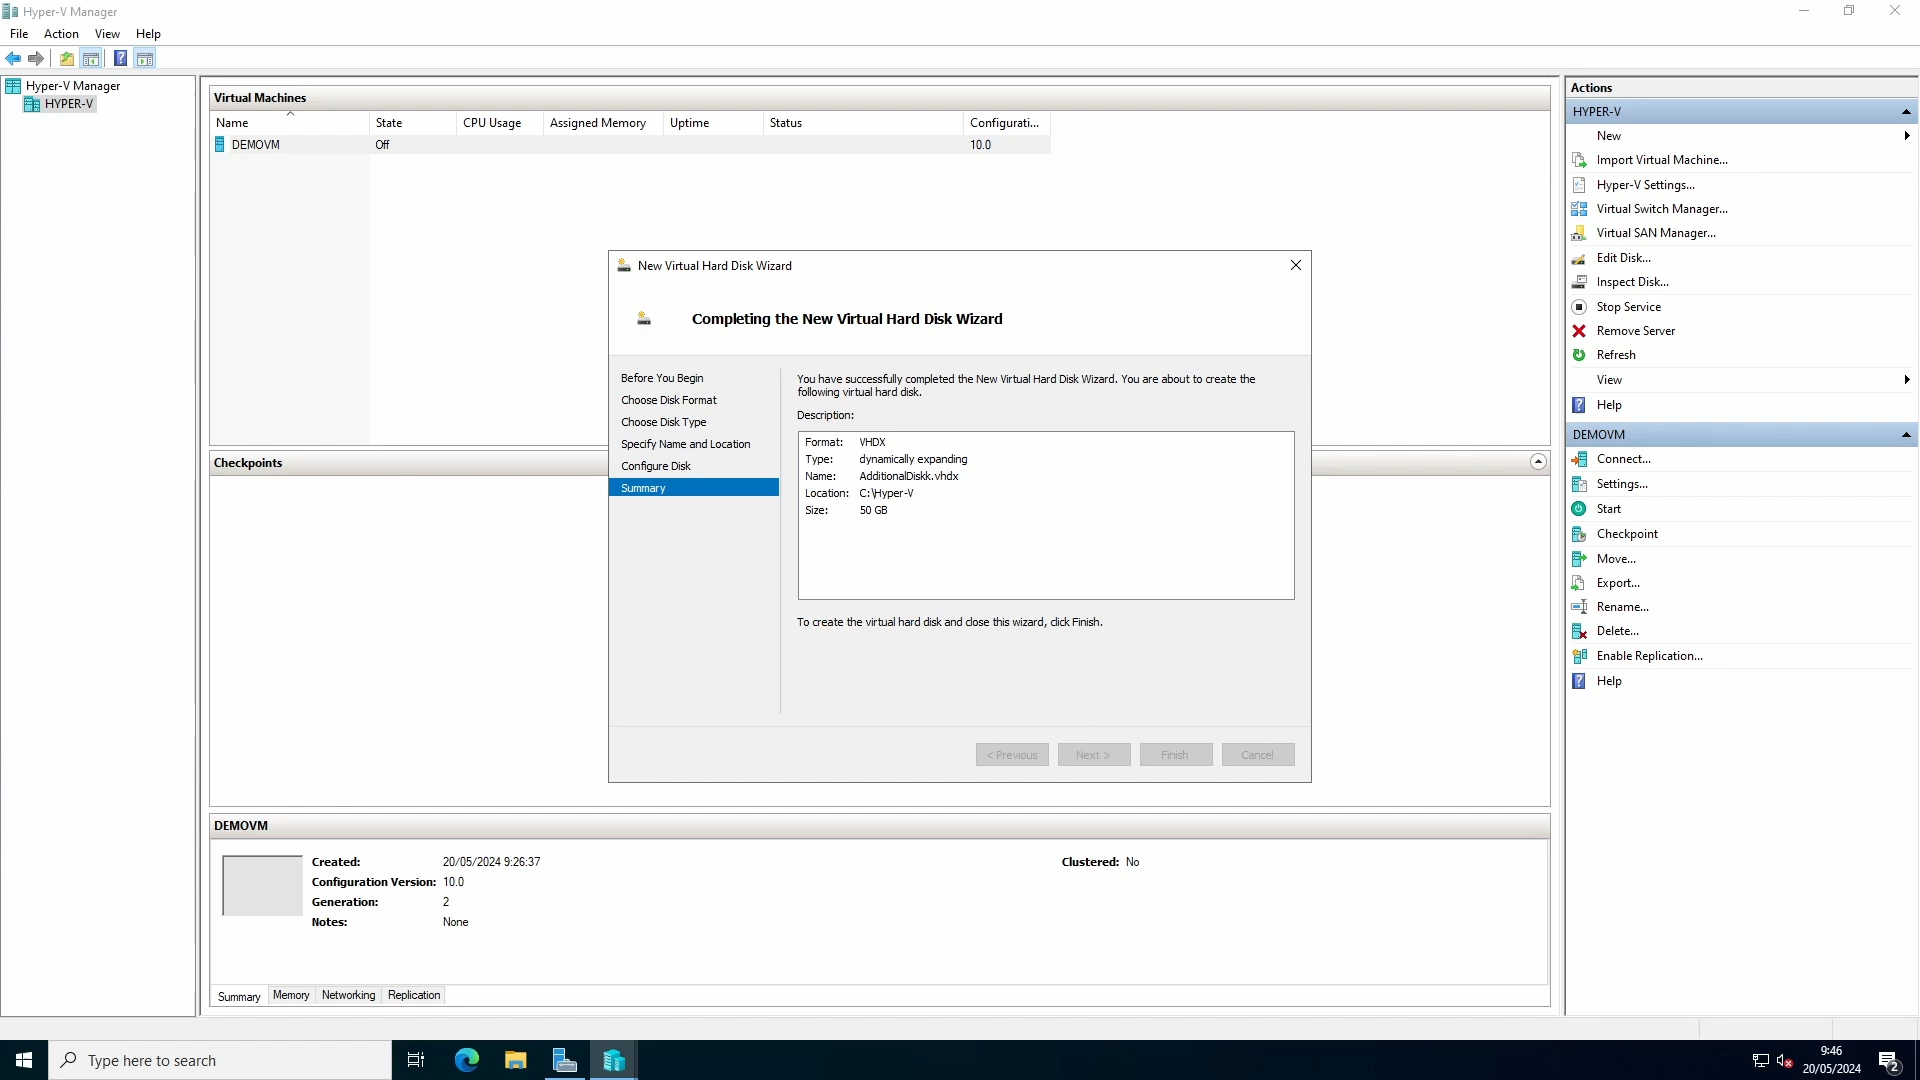 Hyper-V Manager
File Action View Help
Hyper-V Manager
HYPER-V
Virtual Machines
Name State CPU Usage Assigned Memory Uptime Status Configurati...
DEMOVM Off 10.0
New Virtual Hard Disk Wizard
Completing the New Virtual Hard Disk Wizard
Before You Begin
Choose Disk Format
Choose Disk Type
Specify Name and Location
Configure Disk
Summary
You have successfully completed the New Virtual Hard Disk Wizard. You are about to create the
following virtual hard disk.
Description:
Format: VHDX
Type: dynamically expanding
Name: AdditionalDiskk.vhdx
Location: C:\Hyper-V
Size: 50 GB
To create the virtual hard disk and close this wizard, click Finish.
< Previous Next > Finish Cancel
Checkpoints
DEMOVM
Created: 20/05/2024 9:26:37 Clustered: No
Configuration Version: 10.0
Generation: 2
Notes: None
Summary Memory Networking Replication
Actions
HYPER-V
New
Import Virtual Machine...
Hyper-V Settings...
Virtual Switch Manager...
Virtual SAN Manager...
Edit Disk...
Inspect Disk...
Stop Service
Remove Server
Refresh
View
Help
DEMOVM
Connect...
Settings...
Start
Checkpoint
Move...
Export...
Rename...
Delete...
Enable Replication...
Help
Type here to search
9:46
20/05/2024
2